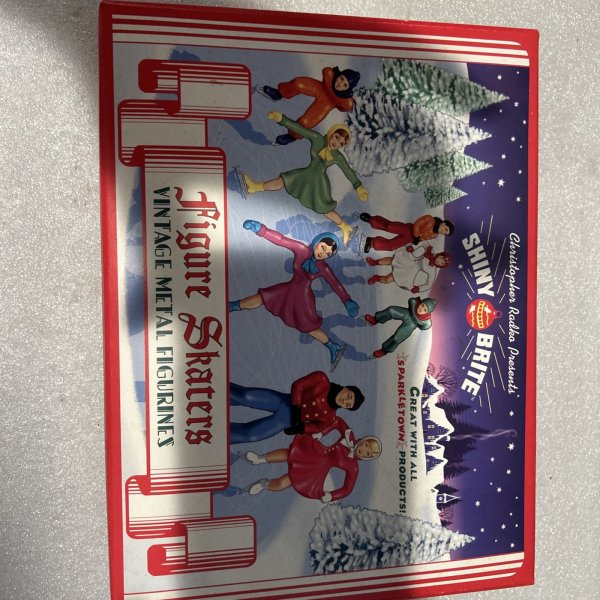 Christopher Radko Presents
SHINY BRITE
GREAT WITH ALL
SPARKLETOWN
PRODUCTS!
Figure Skaters
VINTAGE METAL FIGURINES